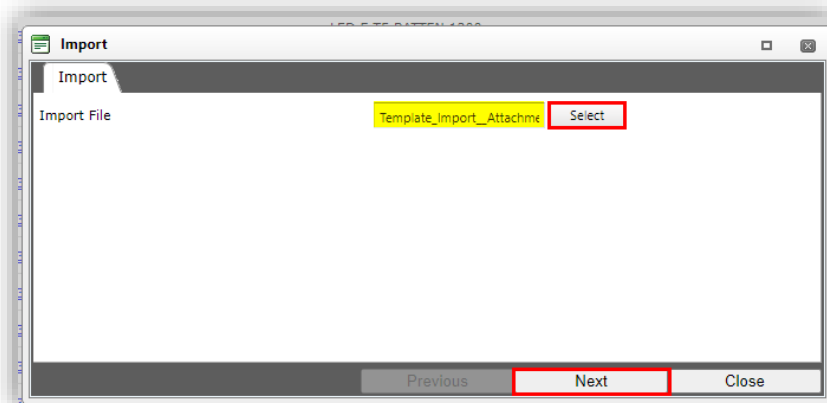 Import
Import
Import File
Template_Import__Attachme
Select
Previous
Next
Close